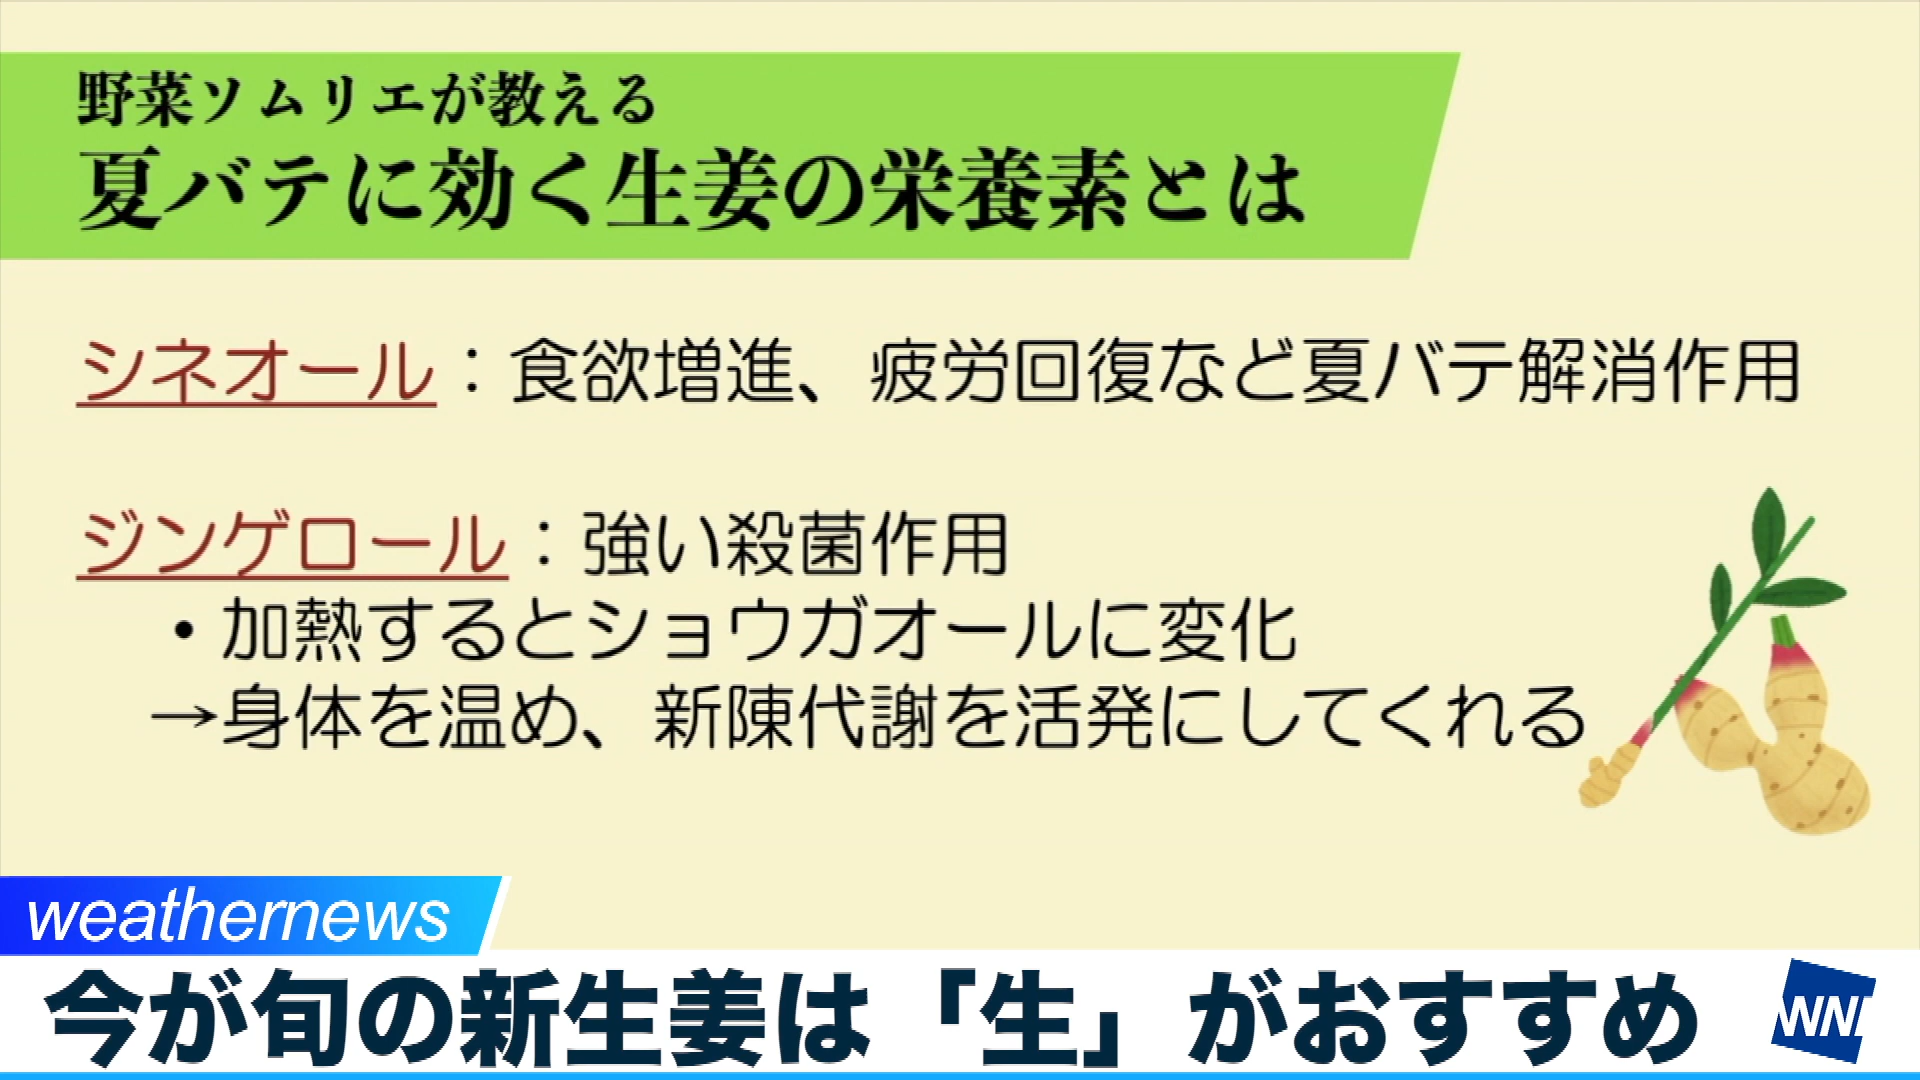 野菜ソムリエが教える
夏バテに効く生姜の栄養素とは
シネオール：食欲増進、疲労回復など夏バテ解消作用
ジンゲロール：強い殺菌作用
・加熱するとショウガオールに変化
→身体を温め、新陳代謝を活発にしてくれる
weathernews
今が旬の新生姜は「生」がおすすめ
WN